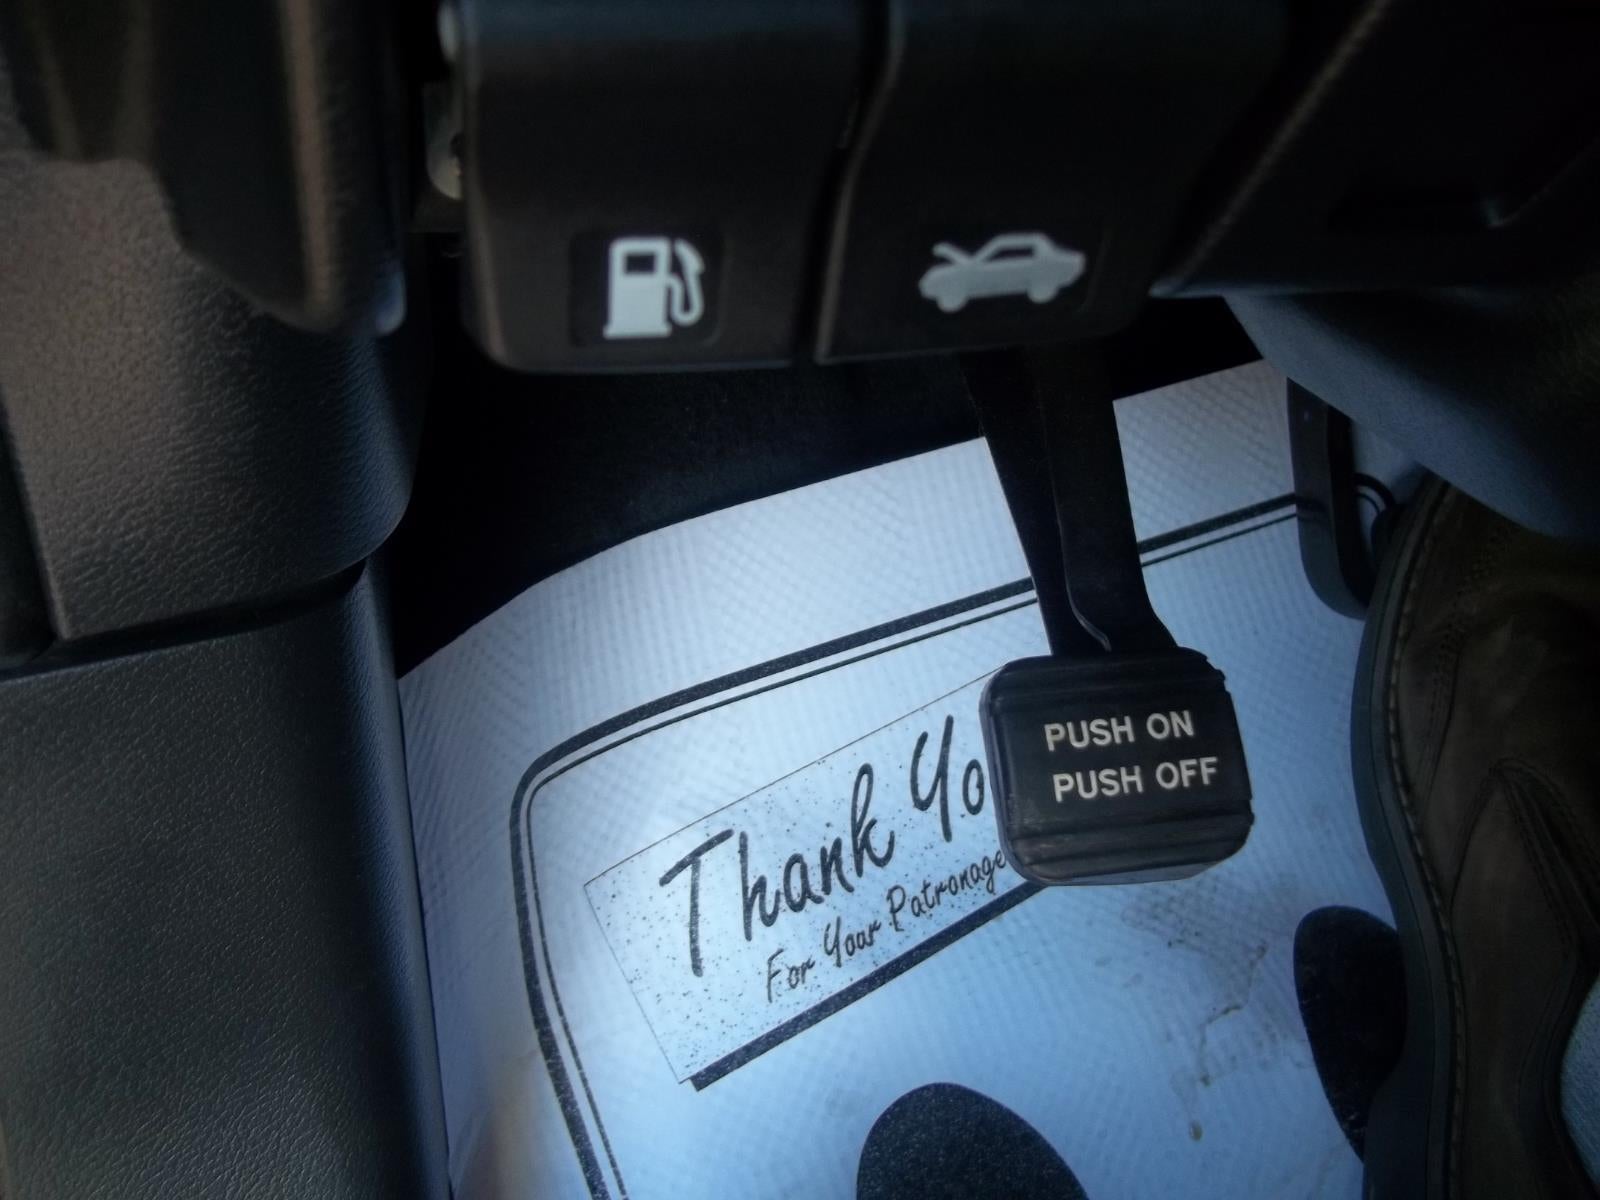 PUSH ON
PUSH OFF
Thank Yo
For Your Patronage